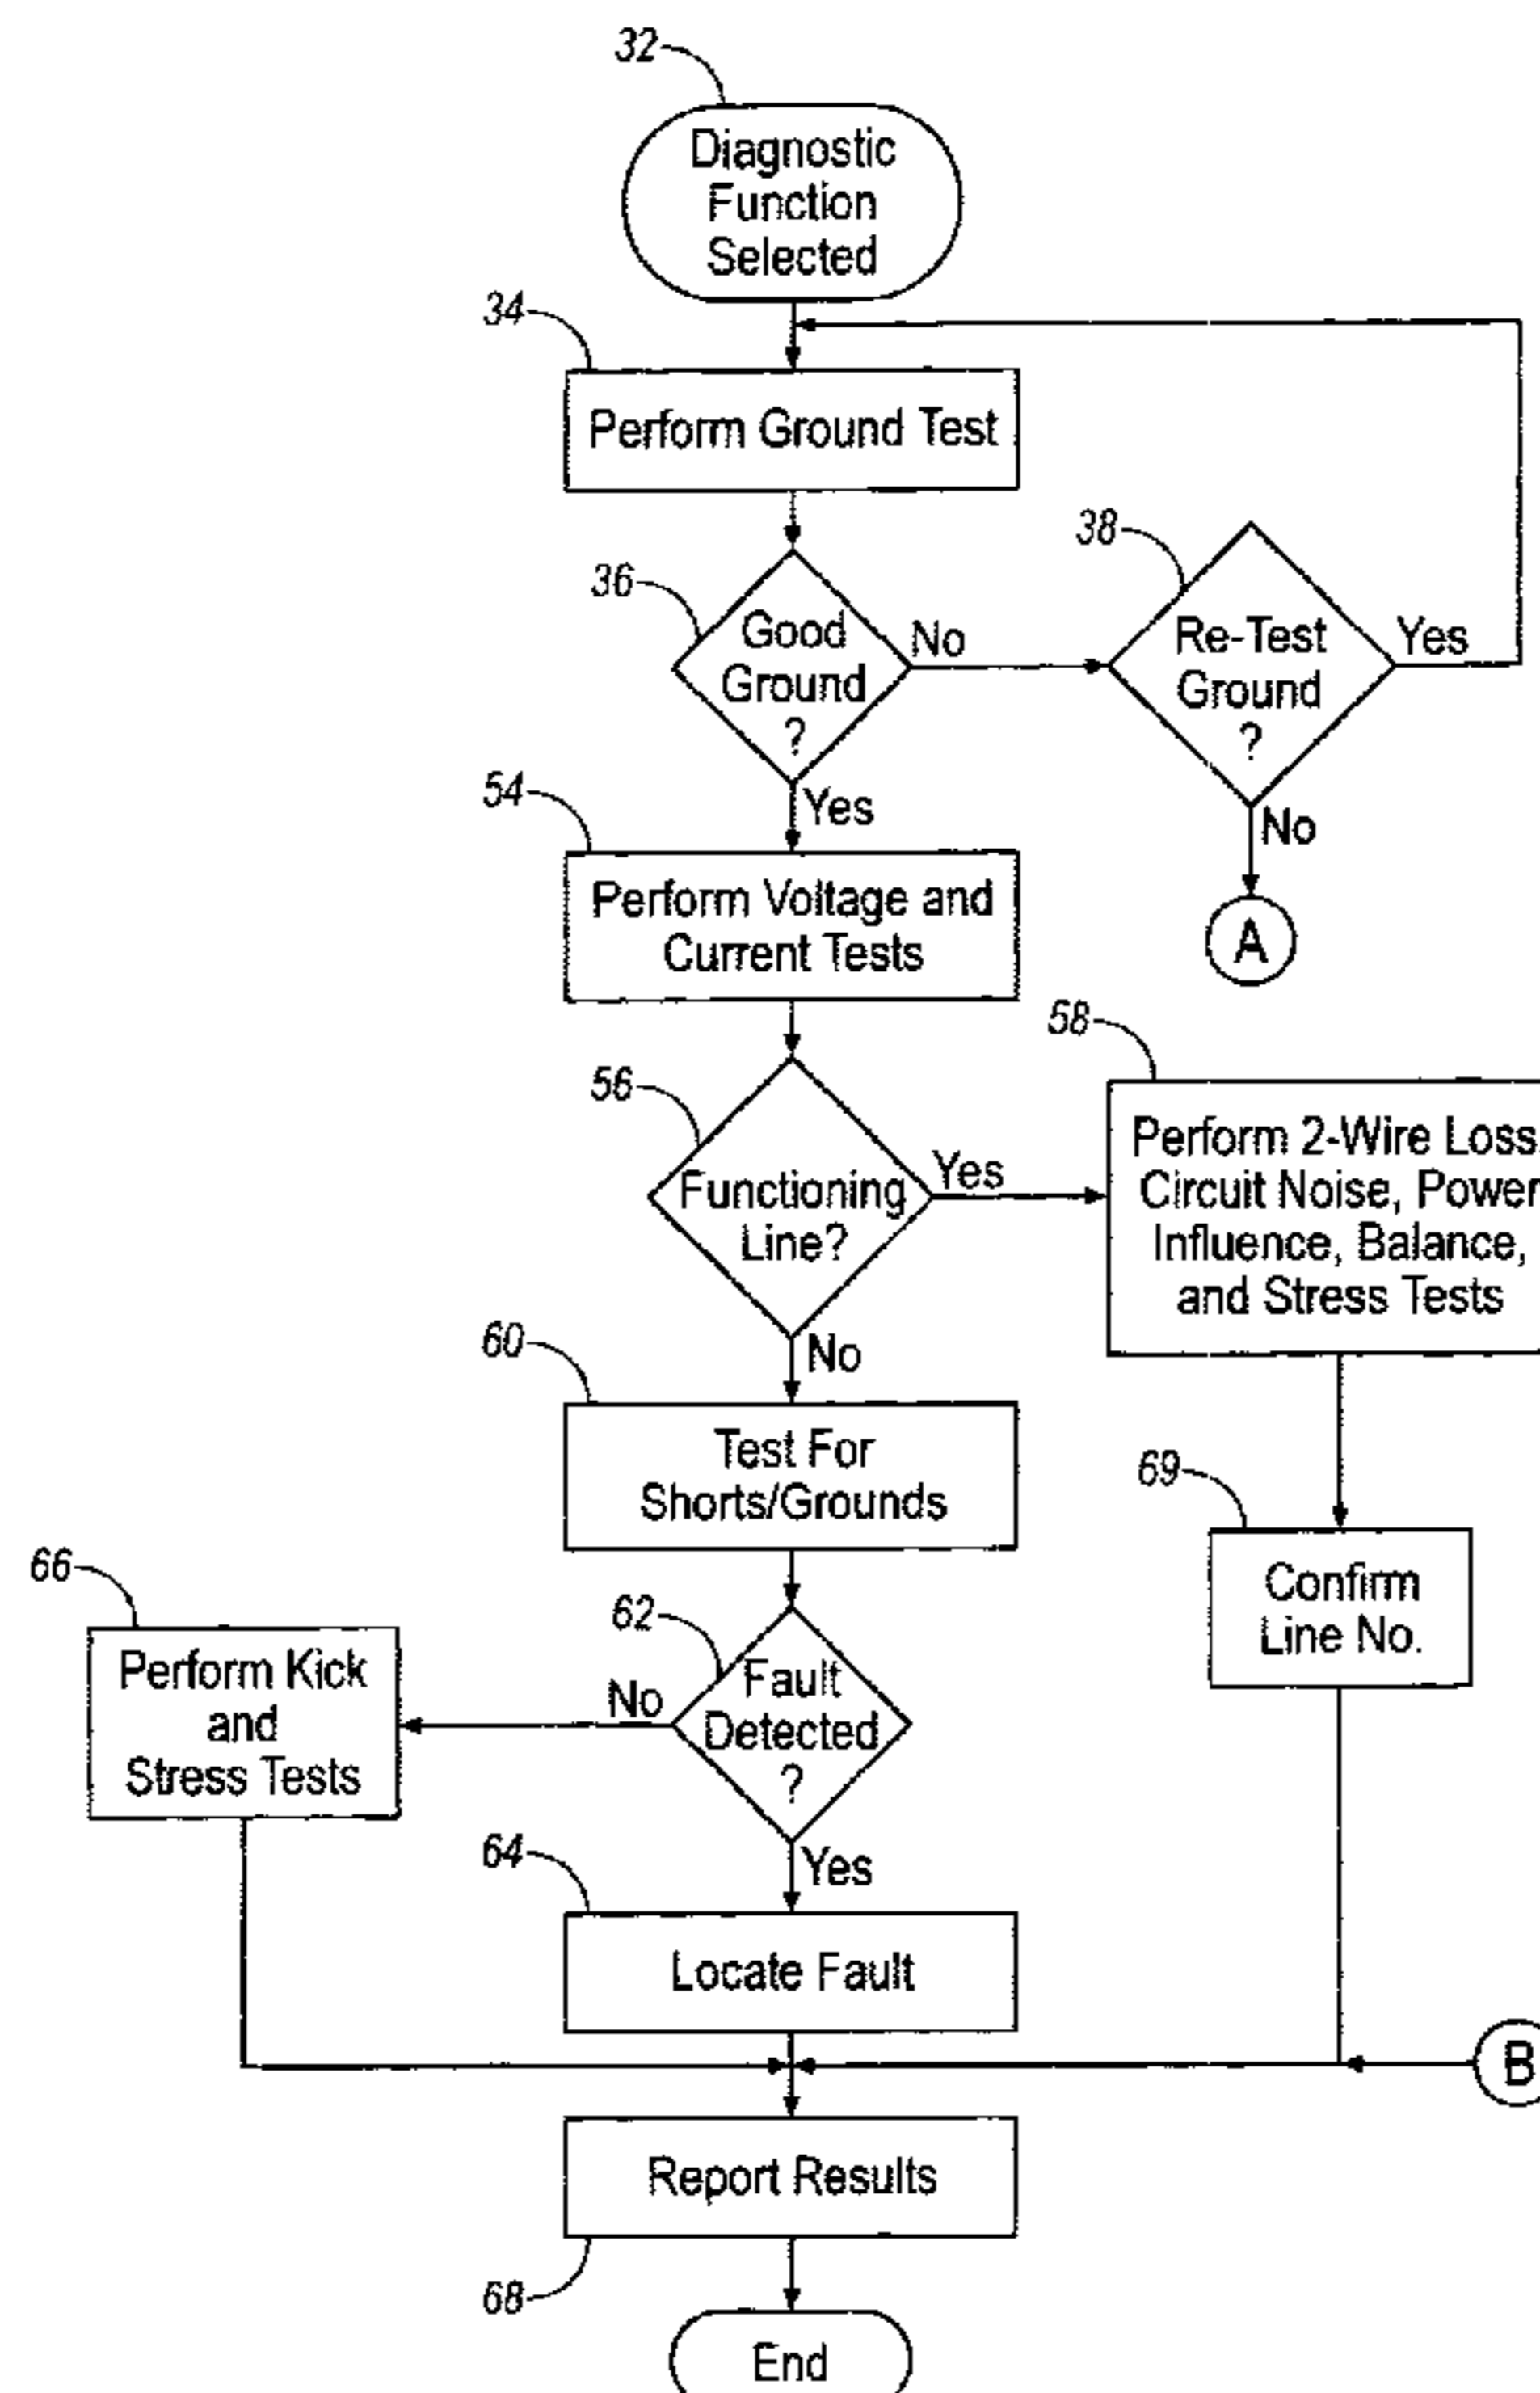 32
Diagnostic
Function
Selected
34
Perform Ground Test
36
Good
Ground
?
No
38
Re-Test
Ground
?
Yes
Yes
No
A
54
Perform Voltage and
Current Tests
56
Functioning
Line?
Yes
58
Perform 2-Wire Loss,
Circuit Noise, Power
Influence, Balance,
and Stress Tests
No
60
Test For
Shorts/Grounds
69
Confirm
Line No.
62
Fault
Detected
?
No
66
Perform Kick
and
Stress Tests
Yes
64
Locate Fault
B
Report Results
68
End